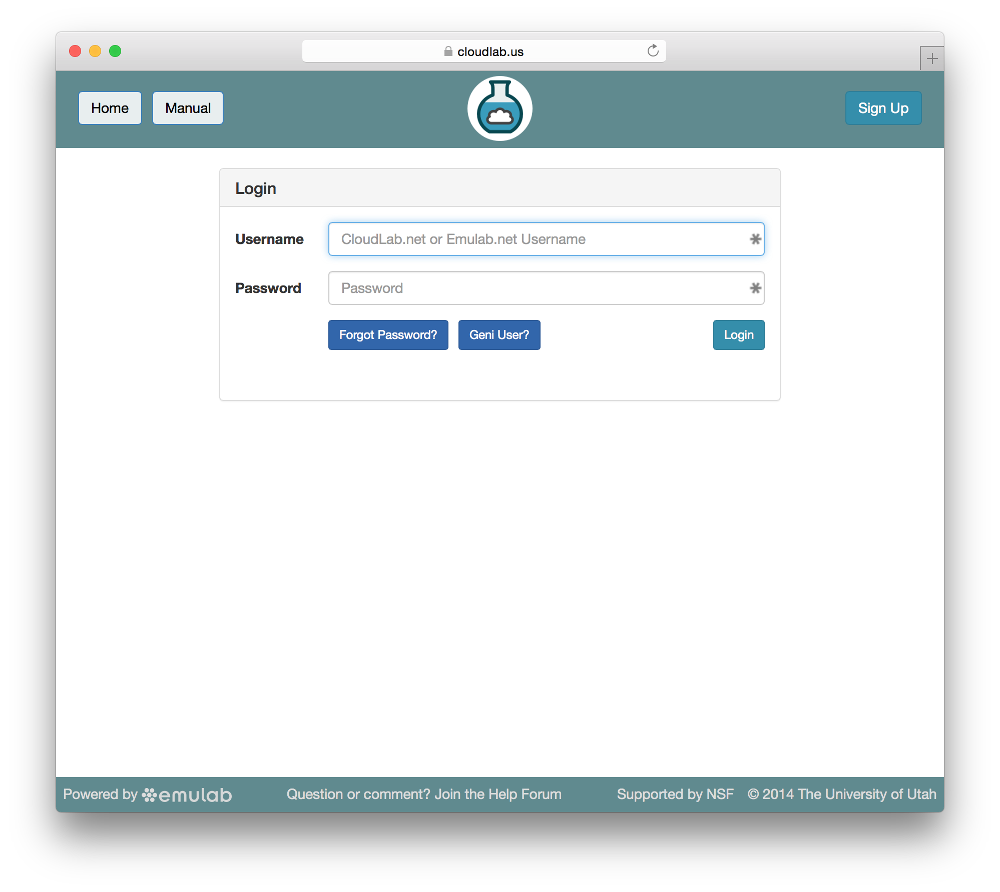 cloudlab.us
Home Manual Sign Up
Login
Username CloudLab.net or Emulab.net Username
Password Password
Forgot Password? Geni User? Login
Powered by emulab Question or comment? Join the Help Forum Supported by NSF © 2014 The University of Utah